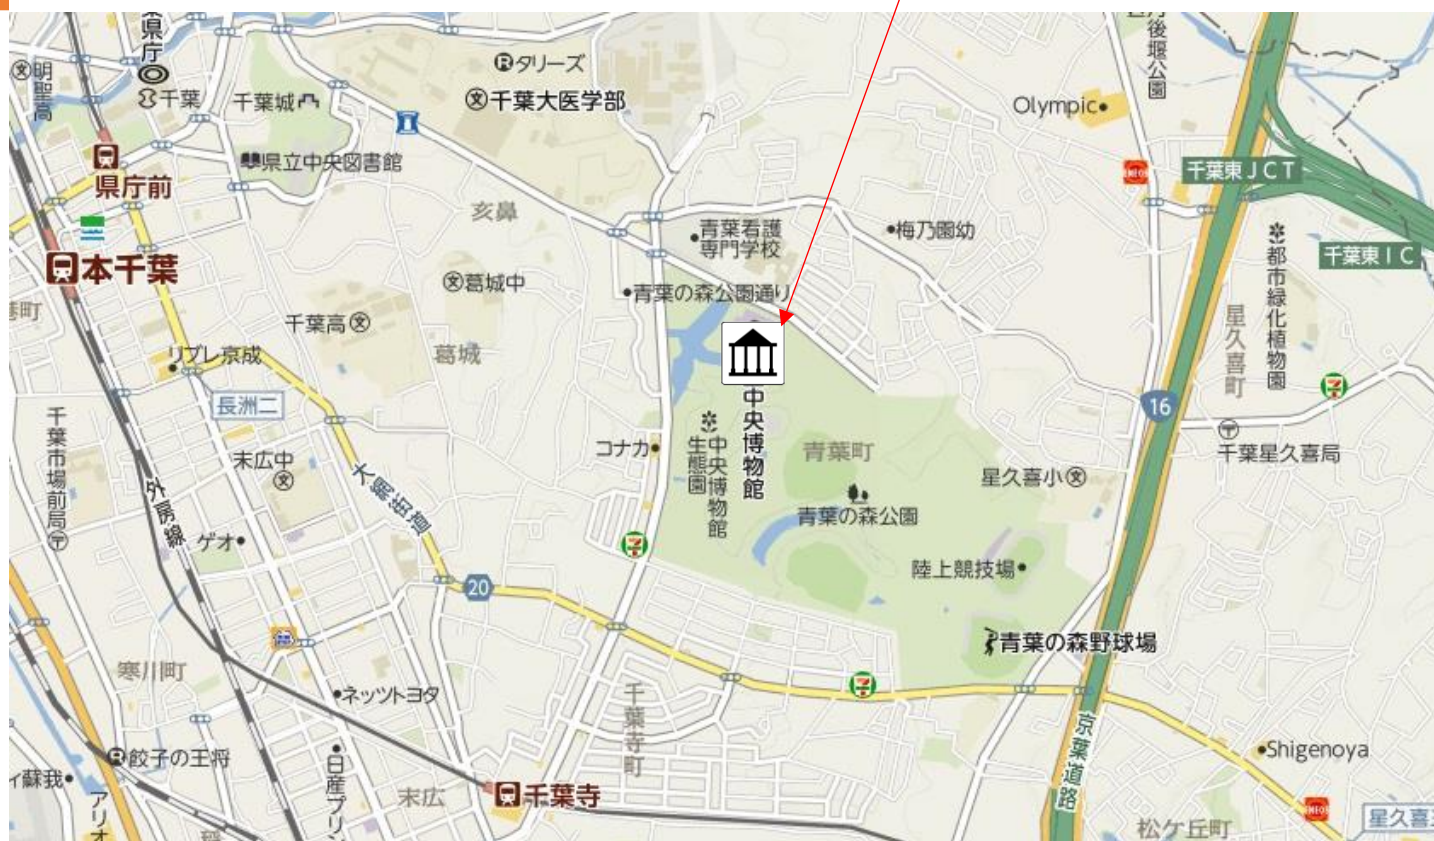 県庁
千葉
明聖高
千葉城
タリーズ
千葉大医学部
後堰公園
Olympic
ENEOS
千葉東JCT
県立中央図書館
県庁前
亥鼻
青葉看護
専門学校
梅乃園幼
千葉東IC
都市緑化植物園
本千葉
葛城中
青葉の森公園通り
千葉高
葛城
リブレ京成
星久喜町
長洲二
16
千葉市場前局
末広中
コナカ
中央博物館
中央博物館
生態園
青葉町
青葉の森公園
星久喜小
千葉星久喜局
外房線
大網街道
ゲオ
陸上競技場
20
青葉の森野球場
寒川町
ネッツトヨタ
千葉寺町
京葉道路
Shigenoya
餃子の王将
蘇我
アリオ
日産プリン
末広
千葉寺
ENEOS
松ケ丘町
星久喜